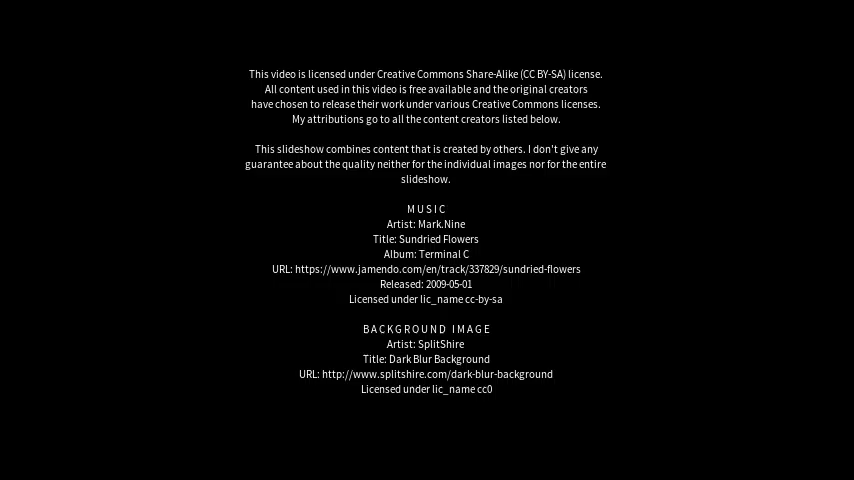 This video is licensed under Creative Commons Share-Alike (CC BY-SA) license.
All content used in this video is free available and the original creators
have chosen to release their work under various Creative Commons licenses.
My attributions go to all the content creators listed below.
This slideshow combines content that is created by others. I don't give any
guarantee about the quality neither for the individual images nor for the entire
slideshow.
MUSIC
Artist: Mark.Nine
Title: Sundried Flowers
Album: Terminal C
URL: https://www.jamendo.com/en/track/337829/sundried-flowers
Released: 2009-05-01
Licensed under lic_name cc-by-sa
BACKGROUND IMAGE
Artist: SplitShire
Title: Dark Blur Background
URL: http://www.splitshire.com/dark-blur-background
Licensed under lic_name cc0